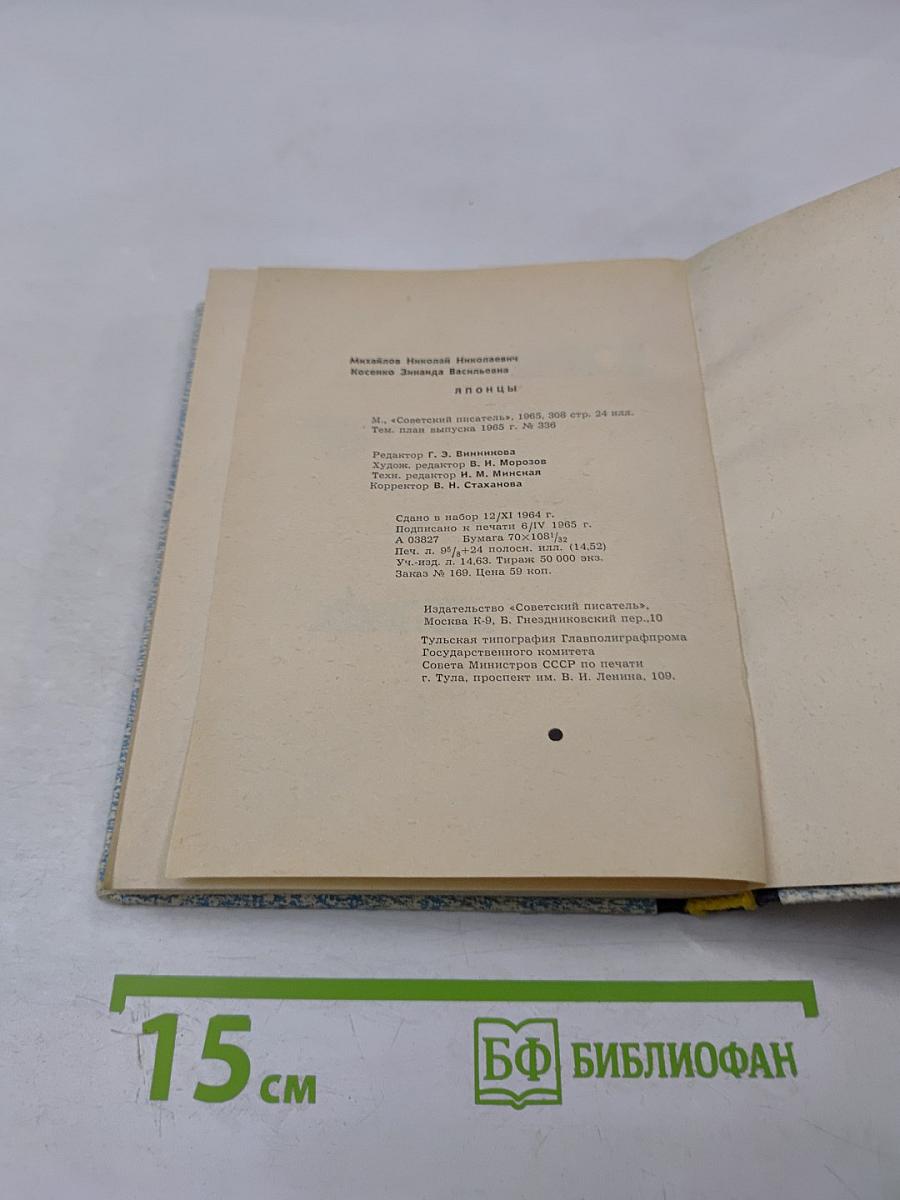 Михайлов Николай Николаевич
Косенко Зинаида Васильевна
ЯПОНЦЫ
М., «Советский писатель», 1965, 308 стр. 24 илл.
Тем. план выпуска 1965 г. № 336
Редактор Г. Э. Винникова
Худож. редактор В. И. Морозов
Техн. редактор И. М. Минская
Корректор В. Н. Стаханова
Сдано в набор 12/XI 1964 г.
Подписано к печати 6/IV 1965 г.
А 03827 Бумага 70×108¹/₃₂
Печ. л. 9⁵/₈+24 полосн. илл. (14,52)
Уч.-изд. л. 14,63. Тираж 50 000 экз.
Заказ № 169. Цена 59 коп.
Издательство «Советский писатель»,
Москва К-9, Б. Гнездниковский пер.,10
Тульская типография Главполиграфпрома
Государственного комитета
Совета Министров СССР по печати
г. Тула, проспект им. В. И. Ленина, 109.
15 см
БФ БИБЛИОФАН